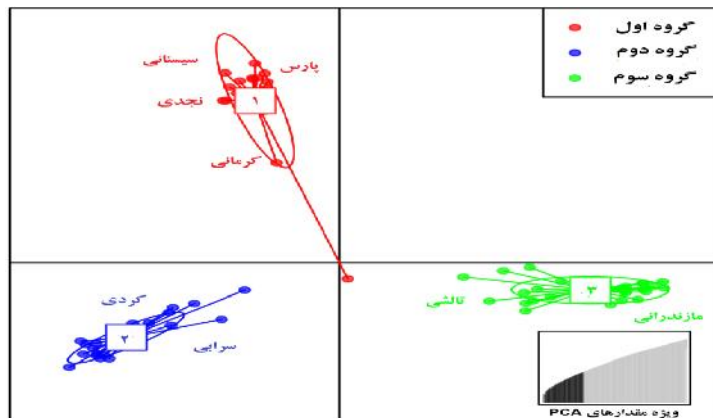 گروه اول
گروه دوم
گروه سوم
سیستانی
پارس
۱
نجدی
کرمانی
کردی
۲
سرابی
۳
تالشی
مازندرانی
ویژه مقدارهای PCA